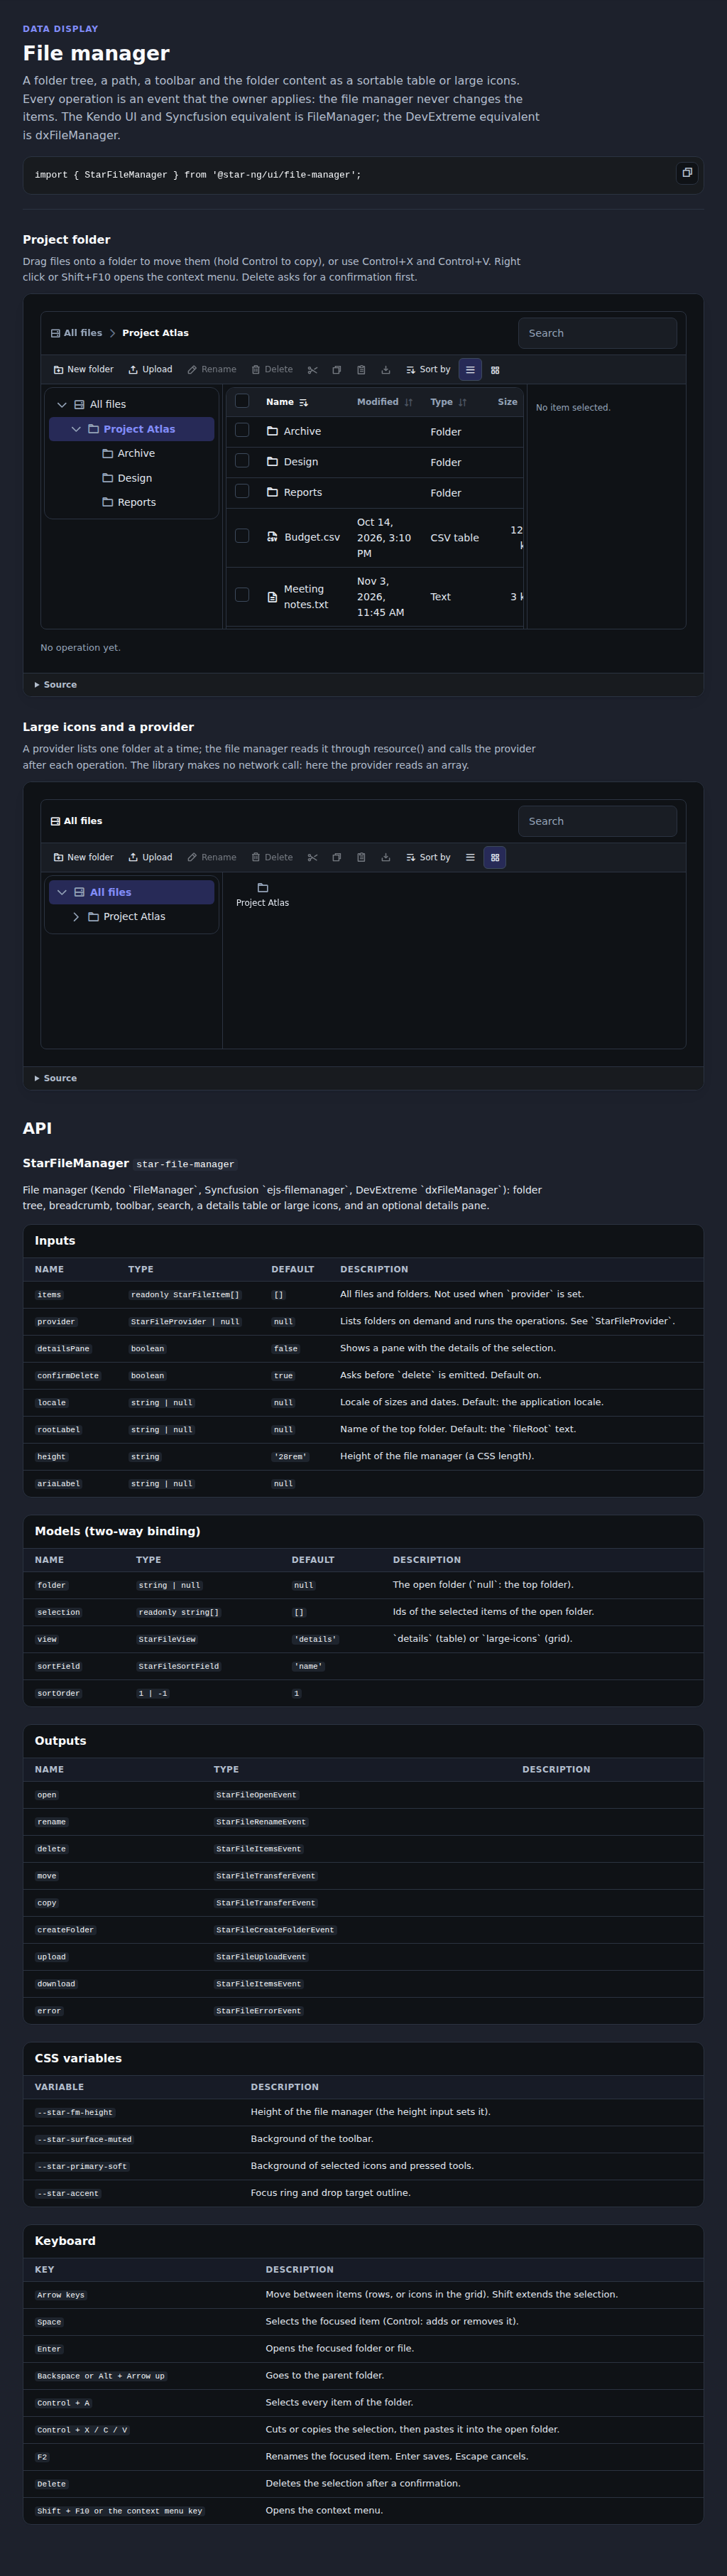 DATA DISPLAY
File manager
A folder tree, a path, a toolbar and the folder content as a sortable table or large icons.
Every operation is an event that the owner applies: the file manager never changes the
items. The Kendo UI and Syncfusion equivalent is FileManager; the DevExtreme equivalent
is dxFileManager.
import { StarFileManager } from '@star-ng/ui/file-manager';
Project folder
Drag files onto a folder to move them (hold Control to copy), or use Control+X and Control+V. Right
click or Shift+F10 opens the context menu. Delete asks for a confirmation first.
All files Project Atlas Search
New folder Upload Rename Delete Sort by
All files
Project Atlas
Archive
Design
Reports
Name Modified Type Size
Archive Folder
Design Folder
Reports Folder
Budget.csv Oct 14, 2026, 3:10 PM CSV table 12
Meeting notes.txt Nov 3, 2026, 11:45 AM Text 3 k
No item selected.
No operation yet.
Source
Large icons and a provider
A provider lists one folder at a time; the file manager reads it through resource() and calls the provider
after each operation. The library makes no network call: here the provider reads an array.
All files Search
New folder Upload Rename Delete Sort by
All files
Project Atlas
Project Atlas
Source
API
StarFileManager star-file-manager
File manager (Kendo `FileManager`, Syncfusion `ejs-filemanager`, DevExtreme `dxFileManager`): folder
tree, breadcrumb, toolbar, search, a details table or large icons, and an optional details pane.
Inputs
NAME TYPE DEFAULT DESCRIPTION
items readonly StarFileItem[] [] All files and folders. Not used when `provider` is set.
provider StarFileProvider | null null Lists folders on demand and runs the operations. See `StarFileProvider`.
detailsPane boolean false Shows a pane with the details of the selection.
confirmDelete boolean true Asks before `delete` is emitted. Default on.
locale string | null null Locale of sizes and dates. Default: the application locale.
rootLabel string | null null Name of the top folder. Default: the `fileRoot` text.
height string '28rem' Height of the file manager (a CSS length).
ariaLabel string | null null
Models (two-way binding)
NAME TYPE DEFAULT DESCRIPTION
folder string | null null The open folder (`null`: the top folder).
selection readonly string[] [] Ids of the selected items of the open folder.
view StarFileView 'details' `details` (table) or `large-icons` (grid).
sortField StarFileSortField 'name'
sortOrder 1 | -1 1
Outputs
NAME TYPE DESCRIPTION
open StarFileOpenEvent
rename StarFileRenameEvent
delete StarFileItemsEvent
move StarFileTransferEvent
copy StarFileTransferEvent
createFolder StarFileCreateFolderEvent
upload StarFileUploadEvent
download StarFileItemsEvent
error StarFileErrorEvent
CSS variables
VARIABLE DESCRIPTION
--star-fm-height Height of the file manager (the height input sets it).
--star-surface-muted Background of the toolbar.
--star-primary-soft Background of selected icons and pressed tools.
--star-accent Focus ring and drop target outline.
Keyboard
KEY DESCRIPTION
Arrow keys Move between items (rows, or icons in the grid). Shift extends the selection.
Space Selects the focused item (Control: adds or removes it).
Enter Opens the focused folder or file.
Backspace or Alt + Arrow up Goes to the parent folder.
Control + A Selects every item of the folder.
Control + X / C / V Cuts or copies the selection, then pastes it into the open folder.
F2 Renames the focused item. Enter saves, Escape cancels.
Delete Deletes the selection after a confirmation.
Shift + F10 or the context menu key Opens the context menu.